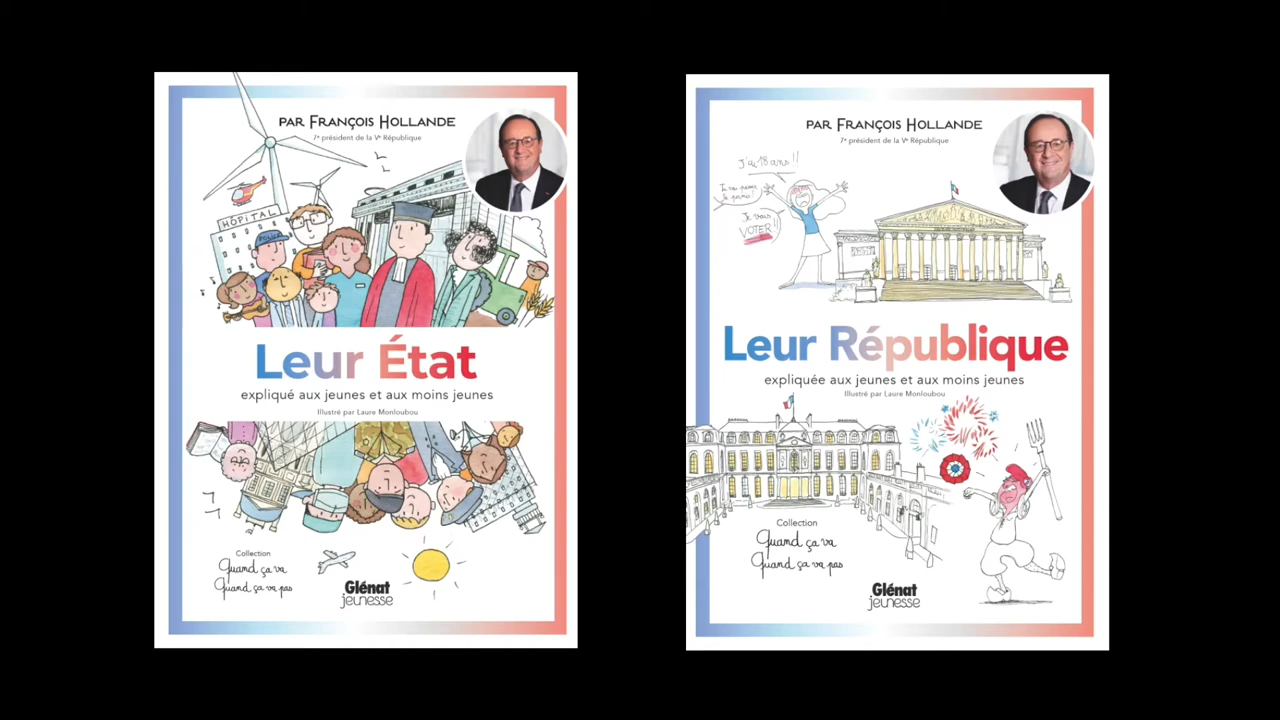 PAR FRANÇOIS HOLLANDE
7e président de la Ve République
HÔPITAL
POLICE
Leur État
expliqué aux jeunes et aux moins jeunes
Illustré par Laure Monloubou
Collection
Quand ça va
Quand ça va pas
Glénat
jeunesse
PAR FRANÇOIS HOLLANDE
7e président de la Ve République
J'ai 18 ans !!
Je vais
VOTER !!
Leur République
expliquée aux jeunes et aux moins jeunes
Illustré par Laure Monloubou
Collection
Quand ça va
Quand ça va pas
Glénat
jeunesse